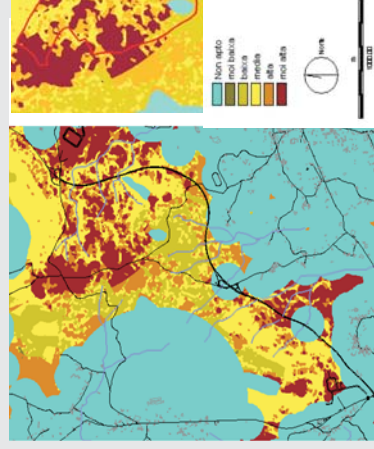 Non apto
moi baixa
baixa
media
alta
moi alta
Norte
m